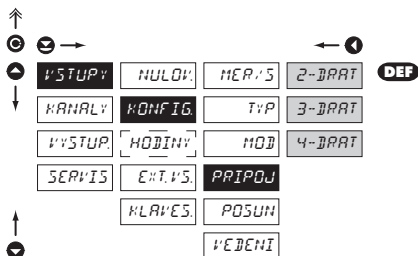 VSTUPY NULOV. MER/S 2-DRAT DEF
KANALY KONFIG. TYP 3-DRAT
VYSTUP. HODINY MOD 4-DRAT
SERVIS EXT. VS. PRIPOJ
KLAVES. POSUN
VEDENI